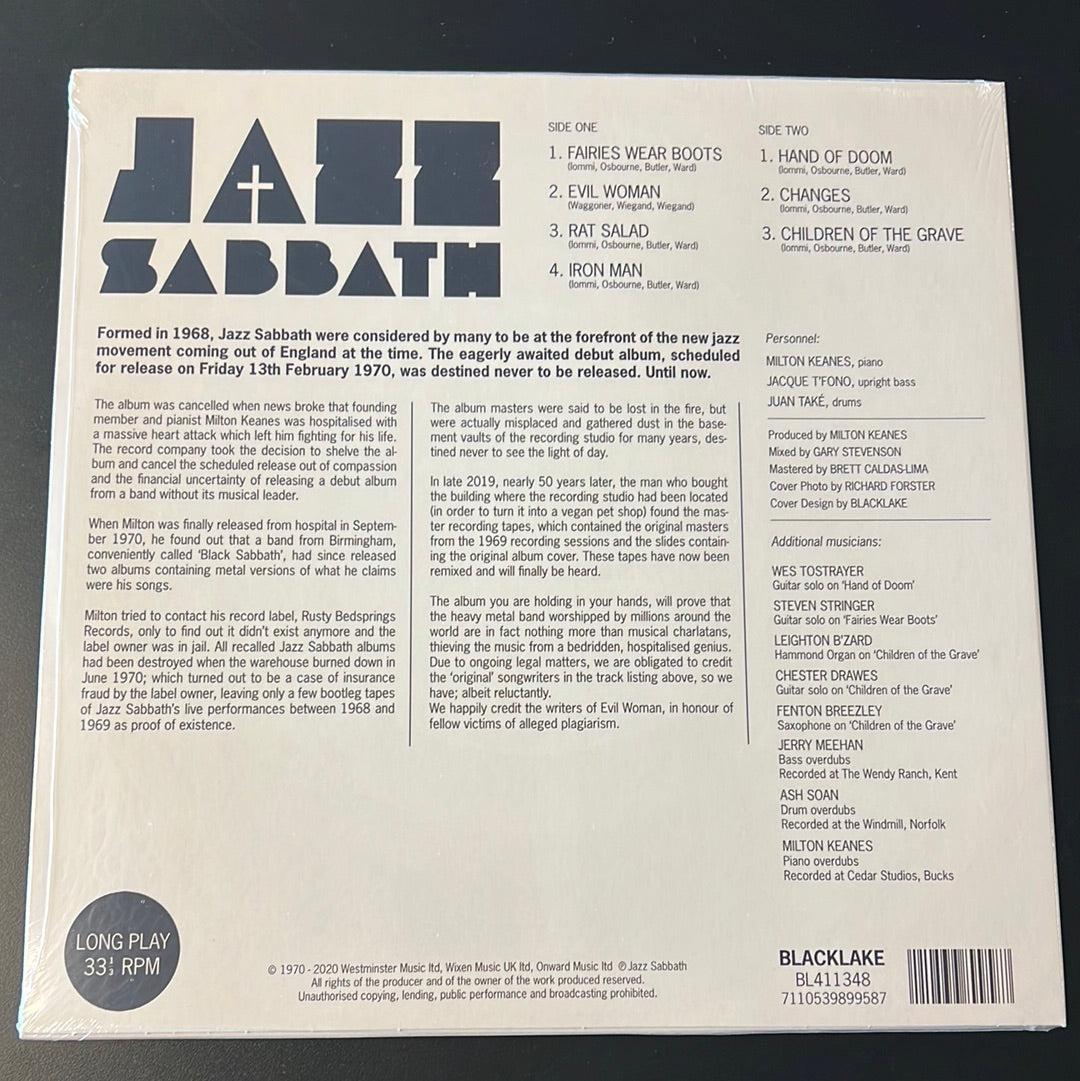 JAZZ
SABBATH
SIDE ONE
1. FAIRIES WEAR BOOTS
(Iommi, Osbourne, Butler, Ward)
2. EVIL WOMAN
(Waggoner, Wiegand, Wiegand)
3. RAT SALAD
(Iommi, Osbourne, Butler, Ward)
4. IRON MAN
(Iommi, Osbourne, Butler, Ward)
SIDE TWO
1. HAND OF DOOM
(Iommi, Osbourne, Butler, Ward)
2. CHANGES
(Iommi, Osbourne, Butler, Ward)
3. CHILDREN OF THE GRAVE
(Iommi, Osbourne, Butler, Ward)
Formed in 1968, Jazz Sabbath were considered by many to be at the forefront of the new jazz
movement coming out of England at the time. The eagerly awaited debut album, scheduled
for release on Friday 13th February 1970, was destined never to be released. Until now.
The album was cancelled when news broke that founding
member and pianist Milton Keanes was hospitalised with
a massive heart attack which left him fighting for his life.
The record company took the decision to shelve the al-
bum and cancel the scheduled release out of compassion
and the financial uncertainty of releasing a debut album
from a band without its musical leader.
When Milton was finally released from hospital in Septem-
ber 1970, he found out that a band from Birmingham,
conveniently called ‘Black Sabbath’, had since released
two albums containing metal versions of what he claims
were his songs.
Milton tried to contact his record label, Rusty Bedsprings
Records, only to find out it didn’t exist anymore and the
label owner was in jail. All recalled Jazz Sabbath albums
had been destroyed when the warehouse burned down in
June 1970; which turned out to be a case of insurance
fraud by the label owner, leaving only a few bootleg tapes
of Jazz Sabbath’s live performances between 1968 and
1969 as proof of existence.
The album masters were said to be lost in the fire, but
were actually misplaced and gathered dust in the base-
ment vaults of the recording studio for many years, des-
tined never to see the light of day.
In late 2019, nearly 50 years later, the man who bought
the building where the recording studio had been located
(in order to turn it into a vegan pet shop) found the mas-
ter recording tapes, which contained the original masters
from the 1969 recording sessions and the slides contain-
ing the original album cover. These tapes have now been
remixed and will finally be heard.
The album you are holding in your hands, will prove that
the heavy metal band worshipped by millions around the
world are in fact nothing more than musical charlatans,
thieving the music from a bedridden, hospitalised genius.
Due to ongoing legal matters, we are obligated to credit
the ‘original’ songwriters in the track listing above, so we
have; albeit reluctantly.
We happily credit the writers of Evil Woman, in honour of
fellow victims of alleged plagiarism.
Personnel:
MILTON KEANES, piano
JACQUE T’FONO, upright bass
JUAN TAKÉ, drums
Produced by MILTON KEANES
Mixed by GARY STEVENSON
Mastered by BRETT CALDAS-LIMA
Cover Photo by RICHARD FORSTER
Cover Design by BLACKLAKE
Additional musicians:
WES TOSTRAYER
Guitar solo on ‘Hand of Doom’
STEVEN STRINGER
Guitar solo on ‘Fairies Wear Boots’
LEIGHTON B’ZARD
Hammond Organ on ‘Children of the Grave’
CHESTER DRAWES
Guitar solo on ‘Children of the Grave’
FENTON BREEZLEY
Saxophone on ‘Children of the Grave’
JERRY MEEHAN
Bass overdubs
Recorded at The Wendy Ranch, Kent
ASH SOAN
Drum overdubs
Recorded at the Windmill, Norfolk
MILTON KEANES
Piano overdubs
Recorded at Cedar Studios, Bucks
LONG PLAY
33⅓ RPM
© 1970 - 2020 Westminster Music ltd, Wixen Music UK ltd, Onward Music ltd ℗ Jazz Sabbath
All rights of the producer and of the owner of the work produced reserved.
Unauthorised copying, lending, public performance and broadcasting prohibited.
BLACKLAKE
BL411348
7110539899587